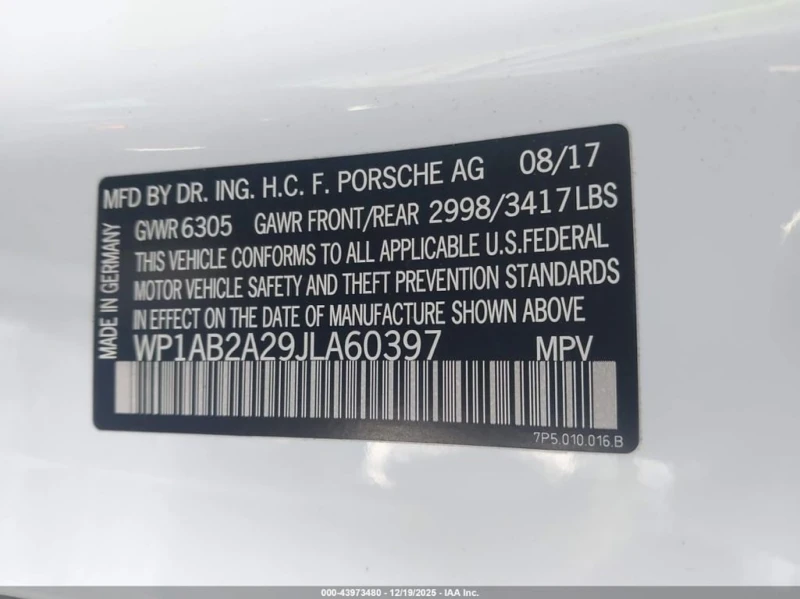 MFD BY DR. ING. H.C. F. PORSCHE AG 08/17
GVWR 6305 GAWR FRONT/REAR 2998/3417LBS
THIS VEHICLE CONFORMS TO ALL APPLICABLE U.S.FEDERAL
MOTOR VEHICLE SAFETY AND THEFT PREVENTION STANDARDS
IN EFFECT ON THE DATE OF MANUFACTURE SHOWN ABOVE
WP1AB2A29JLA60397 MPV
7P5.010.016.B
MADE IN GERMANY
000-43973480 - 12/19/2025 - IAA Inc.